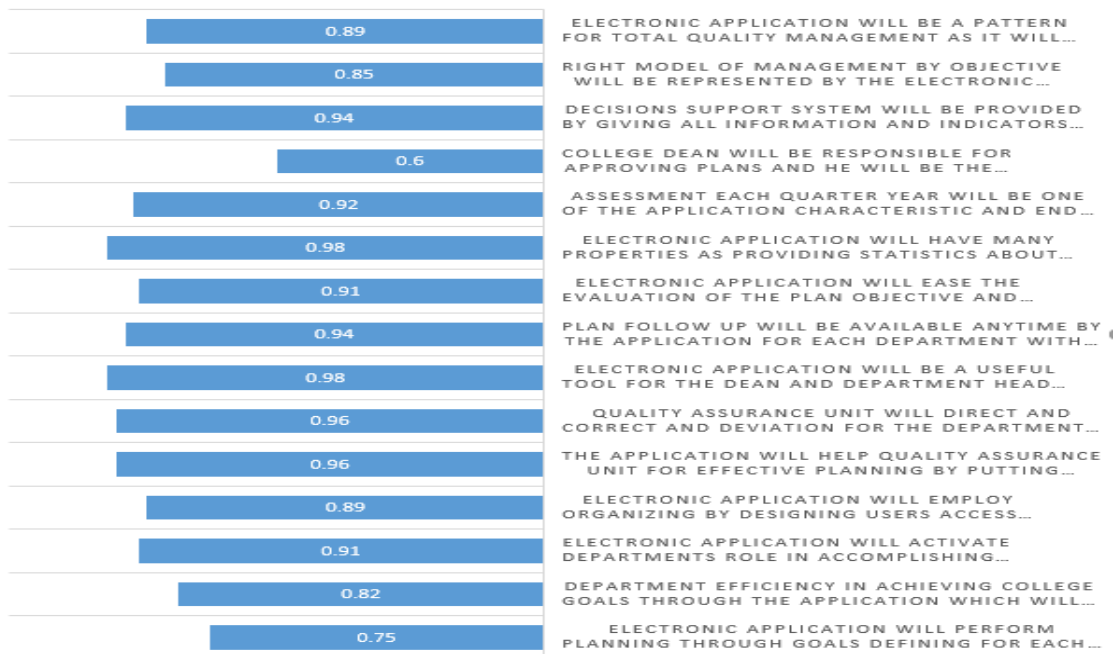 0.89
ELECTRONIC APPLICATION WILL BE A PATTERN
FOR TOTAL QUALITY MANAGEMENT AS IT WILL…
0.85
RIGHT MODEL OF MANAGEMENT BY OBJECTIVE
WILL BE REPRESENTED BY THE ELECTRONIC…
0.94
DECISIONS SUPPORT SYSTEM WILL BE PROVIDED
BY GIVING ALL INFORMATION AND INDICATORS…
0.6
COLLEGE DEAN WILL BE RESPONSIBLE FOR
APPROVING PLANS AND HE WILL BE THE…
0.92
ASSESSMENT EACH QUARTER YEAR WILL BE ONE
OF THE APPLICATION CHARACTERISTIC AND END…
0.98
ELECTRONIC APPLICATION WILL HAVE MANY
PROPERTIES AS PROVIDING STATISTICS ABOUT…
0.91
ELECTRONIC APPLICATION WILL EASE THE
EVALUATION OF THE PLAN OBJECTIVE AND…
0.94
PLAN FOLLOW UP WILL BE AVAILABLE ANYTIME BY
THE APPLICATION FOR EACH DEPARTMENT WITH…
0.98
ELECTRONIC APPLICATION WILL BE A USEFUL
TOOL FOR THE DEAN AND DEPARTMENT HEAD…
0.96
QUALITY ASSURANCE UNIT WILL DIRECT AND
CORRECT AND DEVIATION FOR THE DEPARTMENT…
0.96
THE APPLICATION WILL HELP QUALITY ASSURANCE
UNIT FOR EFFECTIVE PLANNING BY PUTTING…
0.89
ELECTRONIC APPLICATION WILL EMPLOY
ORGANIZING BY DESIGNING USERS ACCESS…
0.91
ELECTRONIC APPLICATION WILL ACTIVATE
DEPARTMENTS ROLE IN ACCOMPLISHING…
0.82
DEPARTMENT EFFICIENCY IN ACHIEVING COLLEGE
GOALS THROUGH THE APPLICATION WHICH WILL…
0.75
ELECTRONIC APPLICATION WILL PERFORM
PLANNING THROUGH GOALS DEFINING FOR EACH…